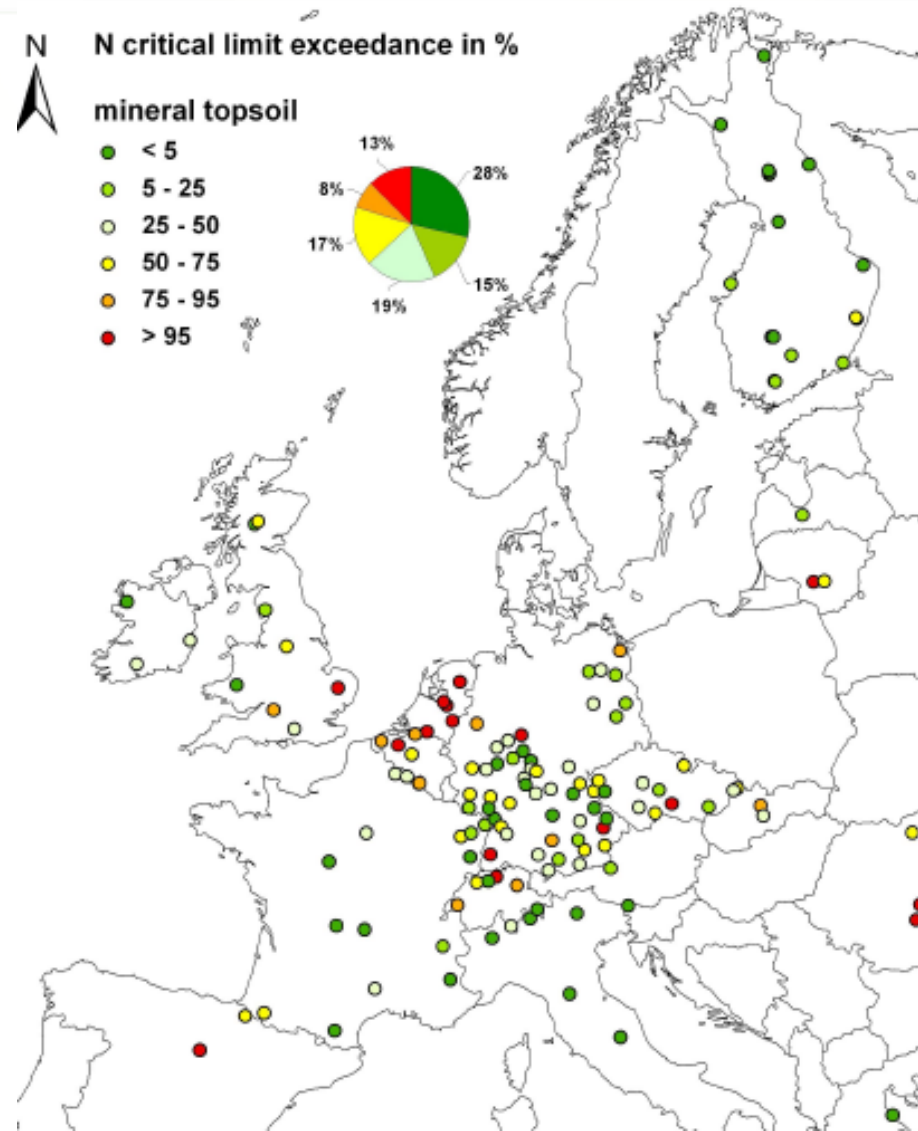 N
N critical limit exceedance in %
mineral topsoil
< 5
5 - 25
25 - 50
50 - 75
75 - 95
> 95
13%
28%
8%
17%
15%
19%